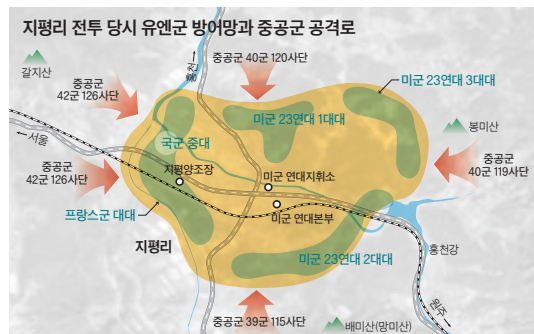 지평리 전투 당시 유엔군 방어망과 중공군 공격로
갈지산
홍천→
중공군 40군 120사단
중공군
42군 126사단
미군 23연대 3대대
미군 23연대 1대대
봉미산
국군 중대
←서울
중공군
42군 126사단
지평양조장
미군 연대지휘소
중공군
40군 119사단
프랑스군 대대
미군 연대본부
지평리
홍천강
미군 23연대 2대대
원주→
중공군 39군 115사단
배미산(망미산)